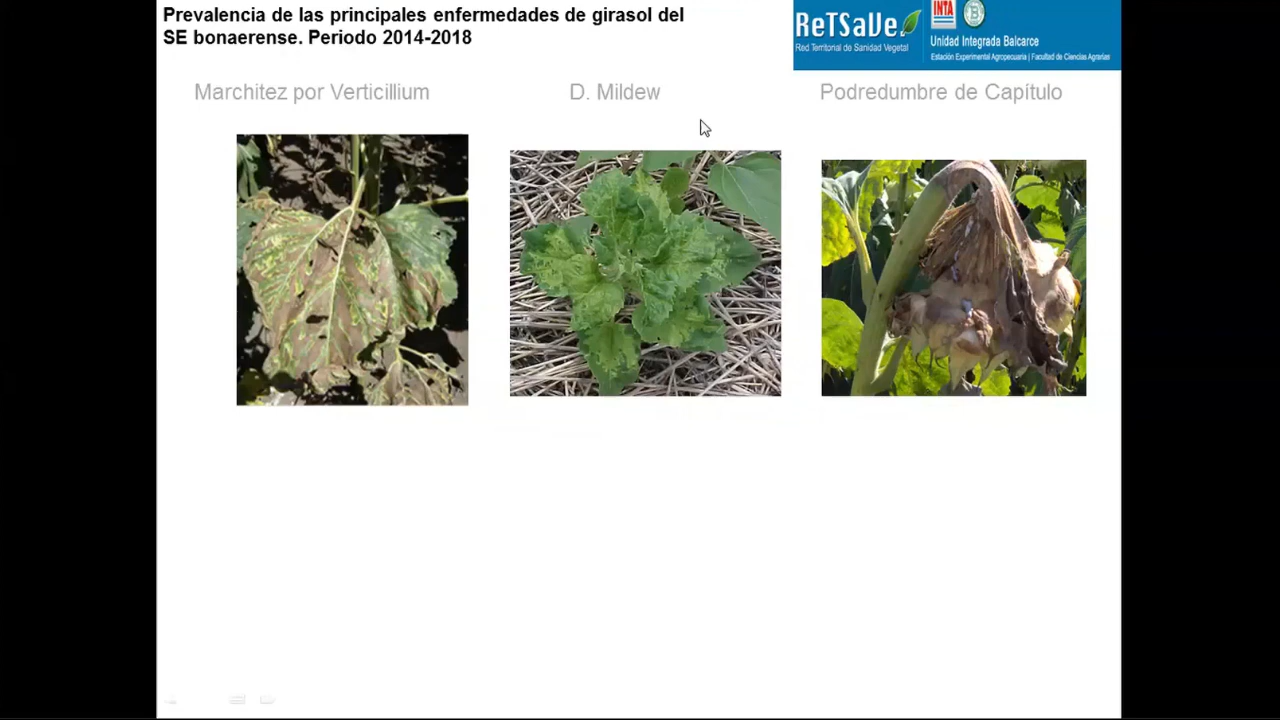 Prevalencia de las principales enfermedades de girasol del
SE bonaerense. Periodo 2014-2018
ReTSaVe.
Red Territorial de Sanidad Vegetal
INTA
Unidad Integrada Balcarce
Estación Experimental Agropecuaria | Facultad de Ciencias Agrarias
Marchitez por Verticillium
D. Mildew
Podredumbre de Capítulo